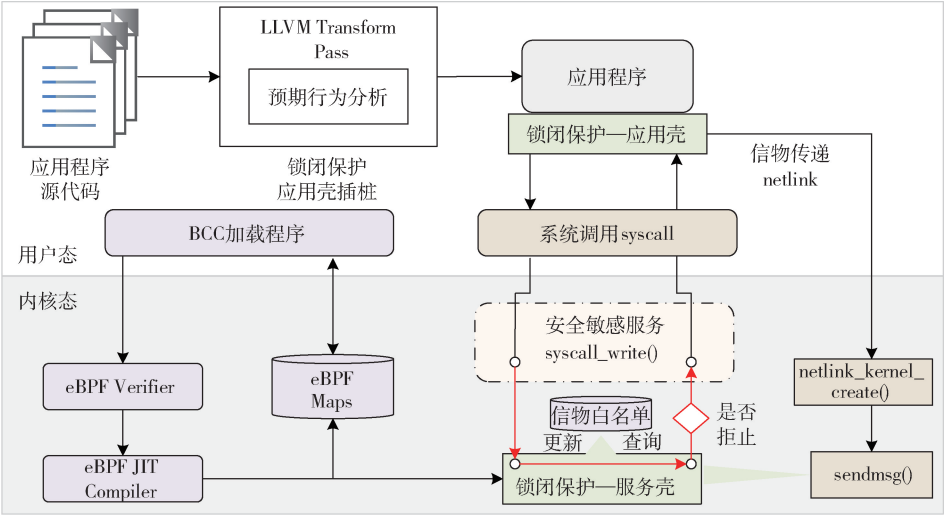 LLVM Transform
Pass
预期行为分析
应用程序
锁闭保护—应用壳
应用程序
源代码
锁闭保护
应用壳插桩
信物传递
netlink
BCC加载程序
系统调用syscall
用户态
内核态
安全敏感服务
syscall_write()
eBPF Verifier
eBPF
Maps
netlink_kernel_
create()
信物白名单
是否
拒止
更新
查询
eBPF JIT
Compiler
锁闭保护—服务壳
sendmsg()